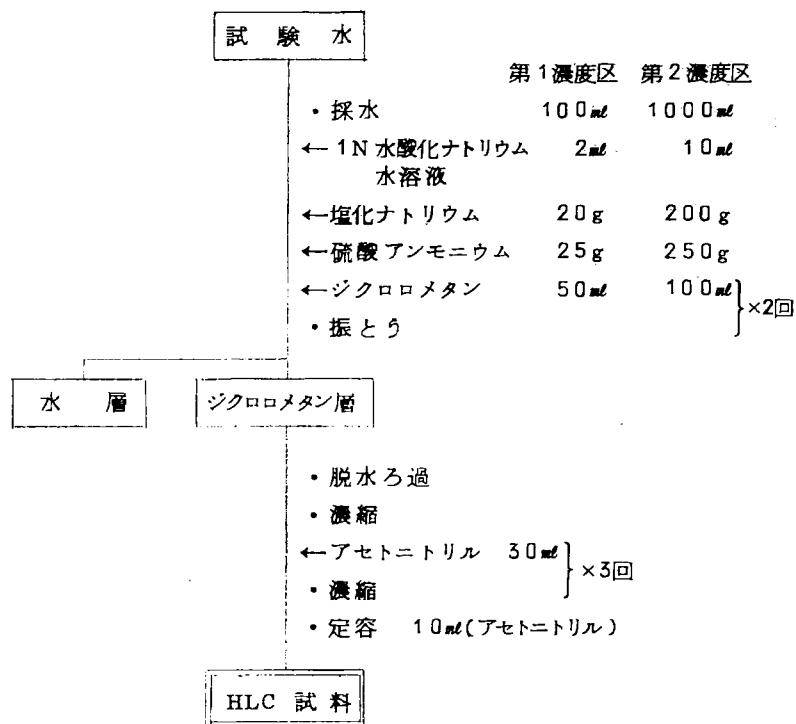 試験水
第1濃度区 第2濃度区
・採水 100ml 1000ml
←1N水酸化ナトリウム 2ml 10ml
水溶液
←塩化ナトリウム 20g 200g
←硫酸アンモニウム 25g 250g
←ジクロロメタン 50ml 100ml
・振とう ×2回
水層 ジクロロメタン層
・脱水ろ過
・濃縮
←アセトニトリル 30ml
・濃縮 ×3回
・定容 10ml(アセトニトリル)
HLC試料